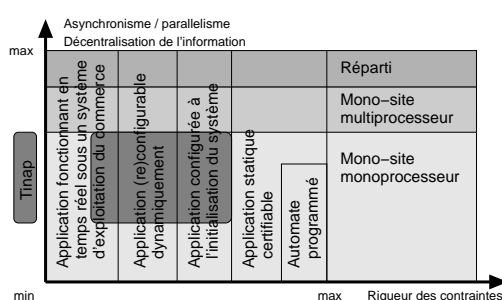 Asynchronisme / parallelisme
Décentralisation de l'information
max
Réparti
Mono−site
multiprocesseur
Mono−site
monoprocesseur
Tinap
Application fonctionnant en
temps réel sous un système
d'exploitation du commerce
Application (re)configurable
dynamiquement
Application configurée à
l'initialisation du système
Application statique
certifiable
Automate
programmé
min
max
Rigueur des contraintes